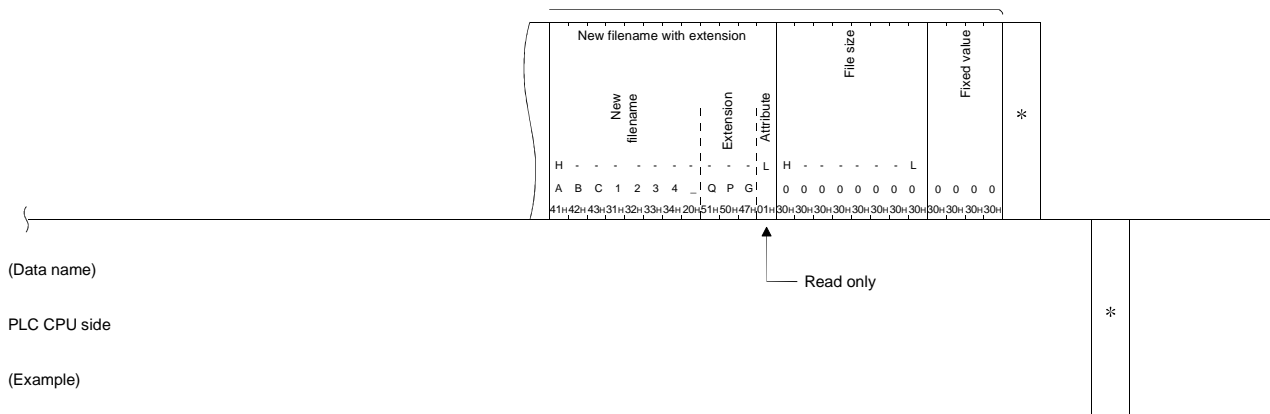 New filename with extension
New
filename
Extension
Attribute
File size
Fixed value
*
H - - - - - - - - - - L H - - - - - - L
A B C 1 2 3 4 _ Q P G 0 0 0 0 0 0 0 0 0 0 0 0
41H 42H 43H 31H 32H 33H 34H 20H 51H 50H 47H 01H 30H 30H 30H 30H 30H 30H 30H 30H 30H 30H 30H 30H
Read only
(Data name)
PLC CPU side
*
(Example)